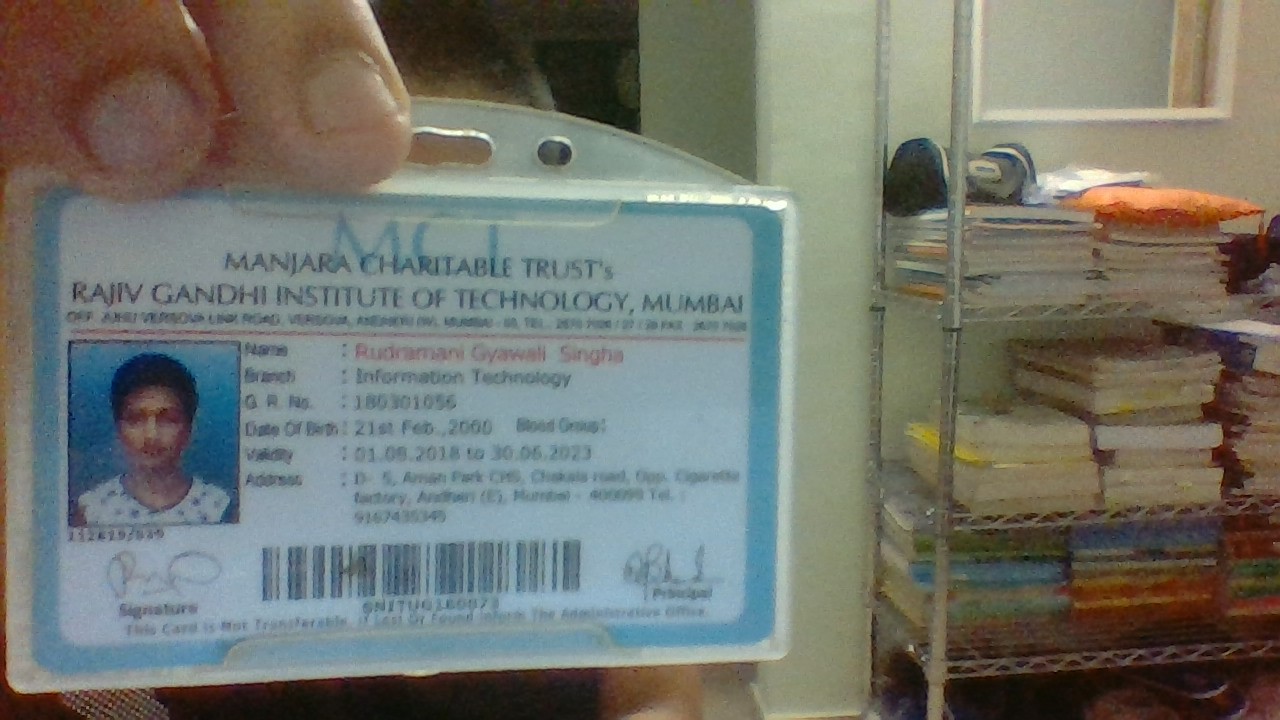 MCT
MANJARA CHARITABLE TRUST's
RAJIV GANDHI INSTITUTE OF TECHNOLOGY, MUMBAI
OFF. JUHU VERSOVA LINK ROAD, VERSOVA, ANDHERI (W), MUMBAI - 53, TEL.
Name : Rudramani Gyawali Singha
Branch : Information Technology
G. R. No. : 180301056
Date Of Birth : 21st Feb.,2000 Blood Group:
Validity : 01.08.2018 to 30.06.2023
Address : D- 5, Aman Park CHS, Chakala road, Opp. Cigarette
factory, Andheri (E), Mumbai - 400099 Tel. :
9167435345
Signature
Principal
This Card is Not Transferable. If Lost Or Found Inform The Administrative Office.